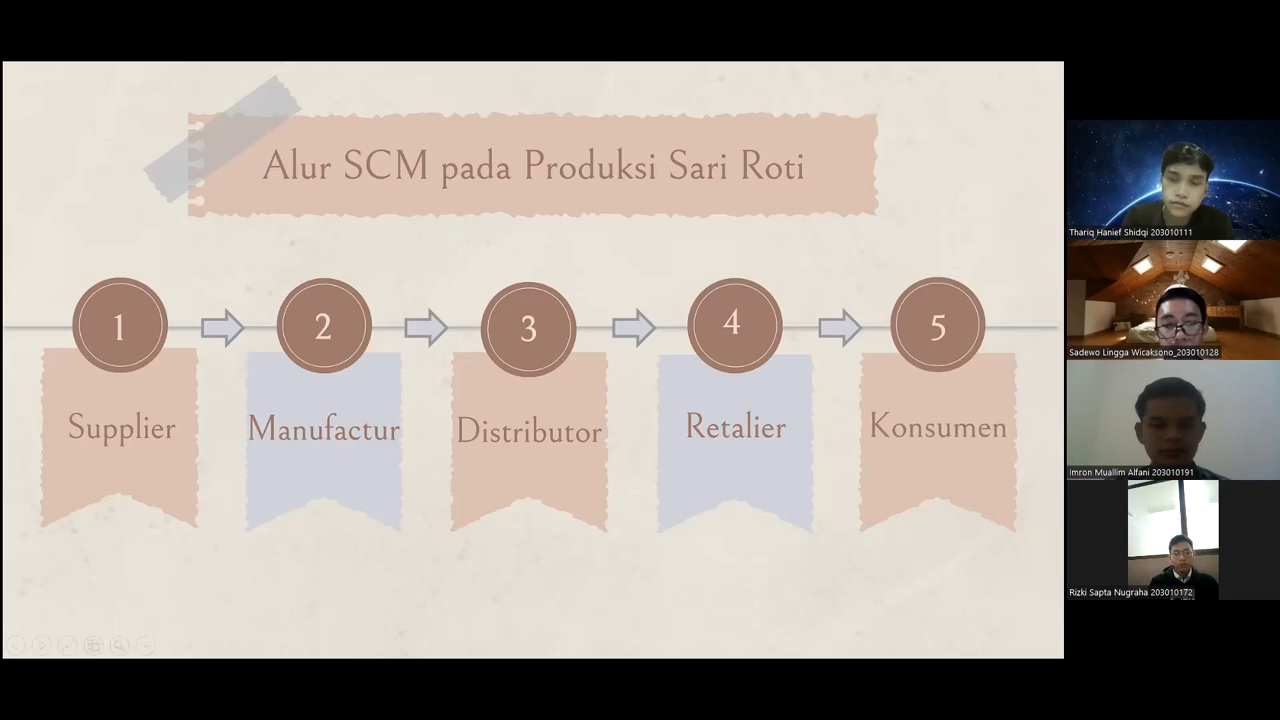 Alur SCM pada Produksi Sari Roti
1
2
3
4
5
Supplier
Manufactur
Distributor
Retalier
Konsumen
Thariq Hanief Shidqi 203010111
Sadewo Lingga Wicaksono_203010128
Imron Muallim Alfani 203010191
Rizki Sapta Nugraha 203010172